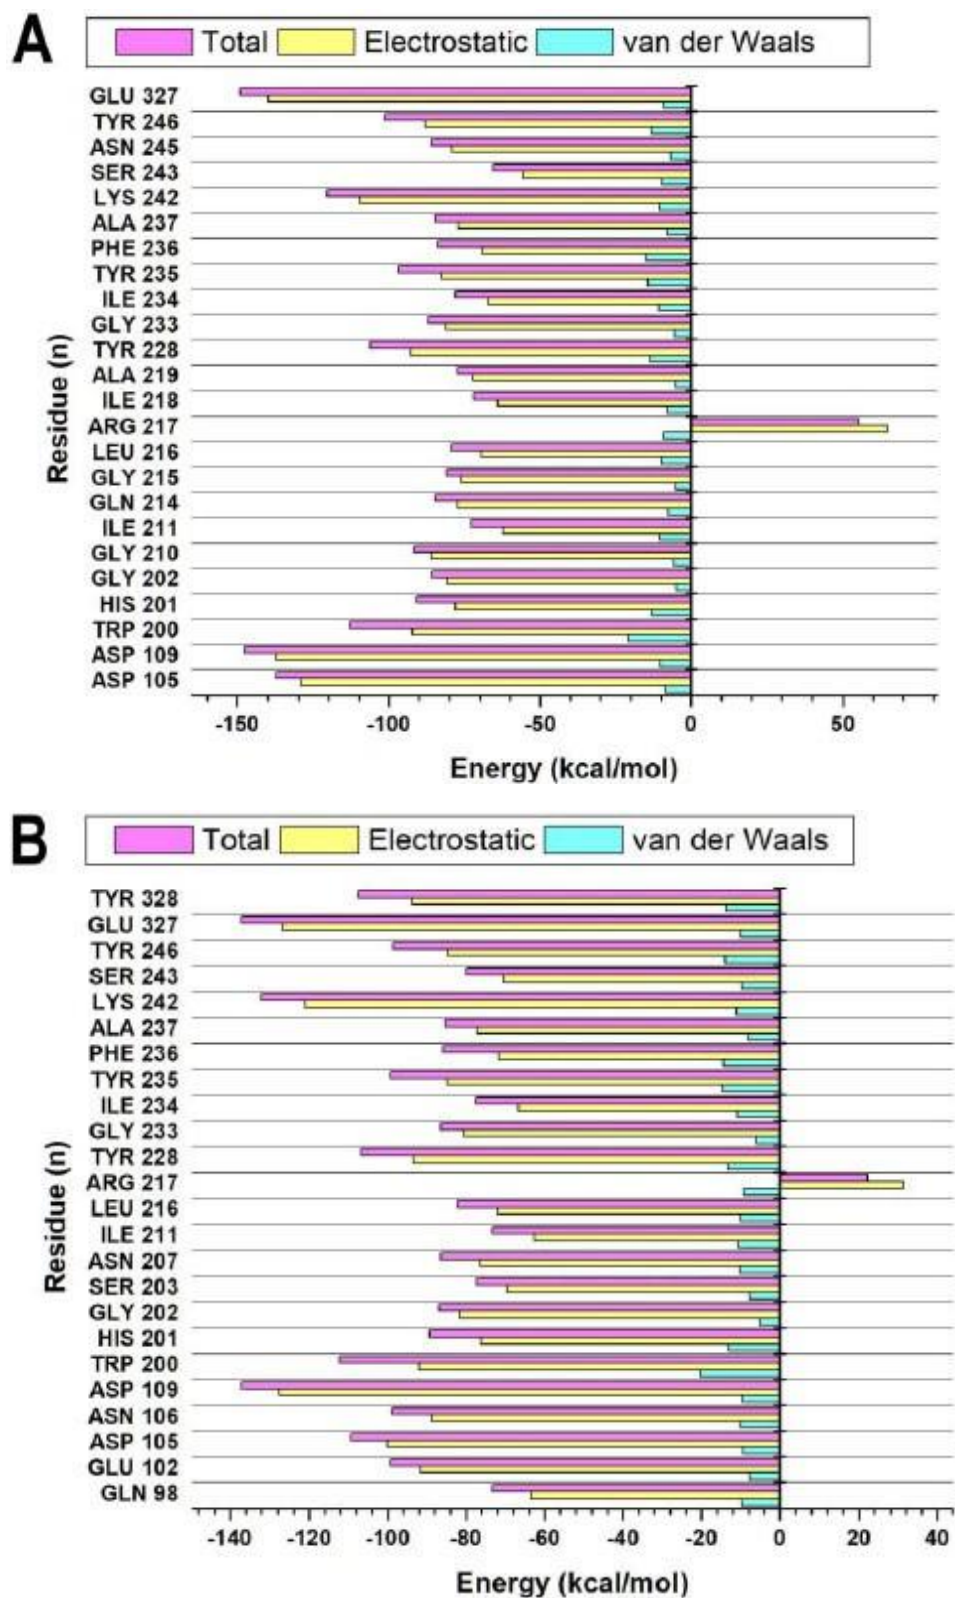 A
Total Electrostatic van der Waals
GLU 327
TYR 246
ASN 245
SER 243
LYS 242
ALA 237
PHE 236
TYR 235
ILE 234
GLY 233
TYR 228
ALA 219
ILE 218
ARG 217
LEU 216
GLY 215
GLN 214
ILE 211
GLY 210
GLY 202
HIS 201
TRP 200
ASP 109
ASP 105
Residue (n)
-150 -100 -50 0 50
Energy (kcal/mol)
B
Total Electrostatic van der Waals
TYR 328
GLU 327
TYR 246
SER 243
LYS 242
ALA 237
PHE 236
TYR 235
ILE 234
GLY 233
TYR 228
ARG 217
LEU 216
ILE 211
ASN 207
SER 203
GLY 202
HIS 201
TRP 200
ASP 109
ASN 106
ASP 105
GLU 102
GLN 98
Residue (n)
-140 -120 -100 -80 -60 -40 -20 0 20 40
Energy (kcal/mol)